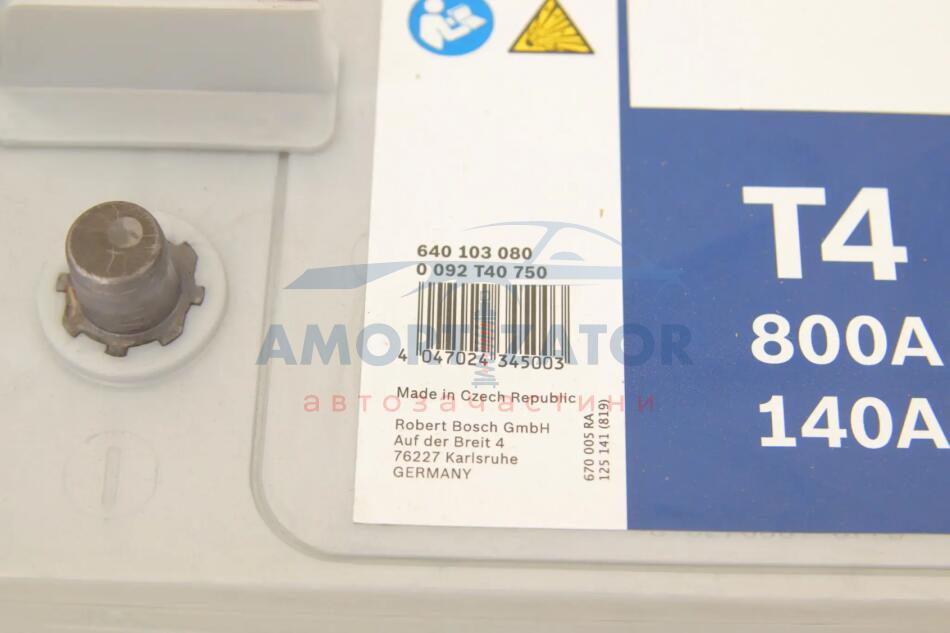 T4
800A
140A
640 103 080
0 092 T40 750
4 047024 345003
Made in Czech Republic
Robert Bosch GmbH
Auf der Breit 4
76227 Karlsruhe
GERMANY
670 005 RA
125 141 (819)
AMORTIZATOR
автозачастини